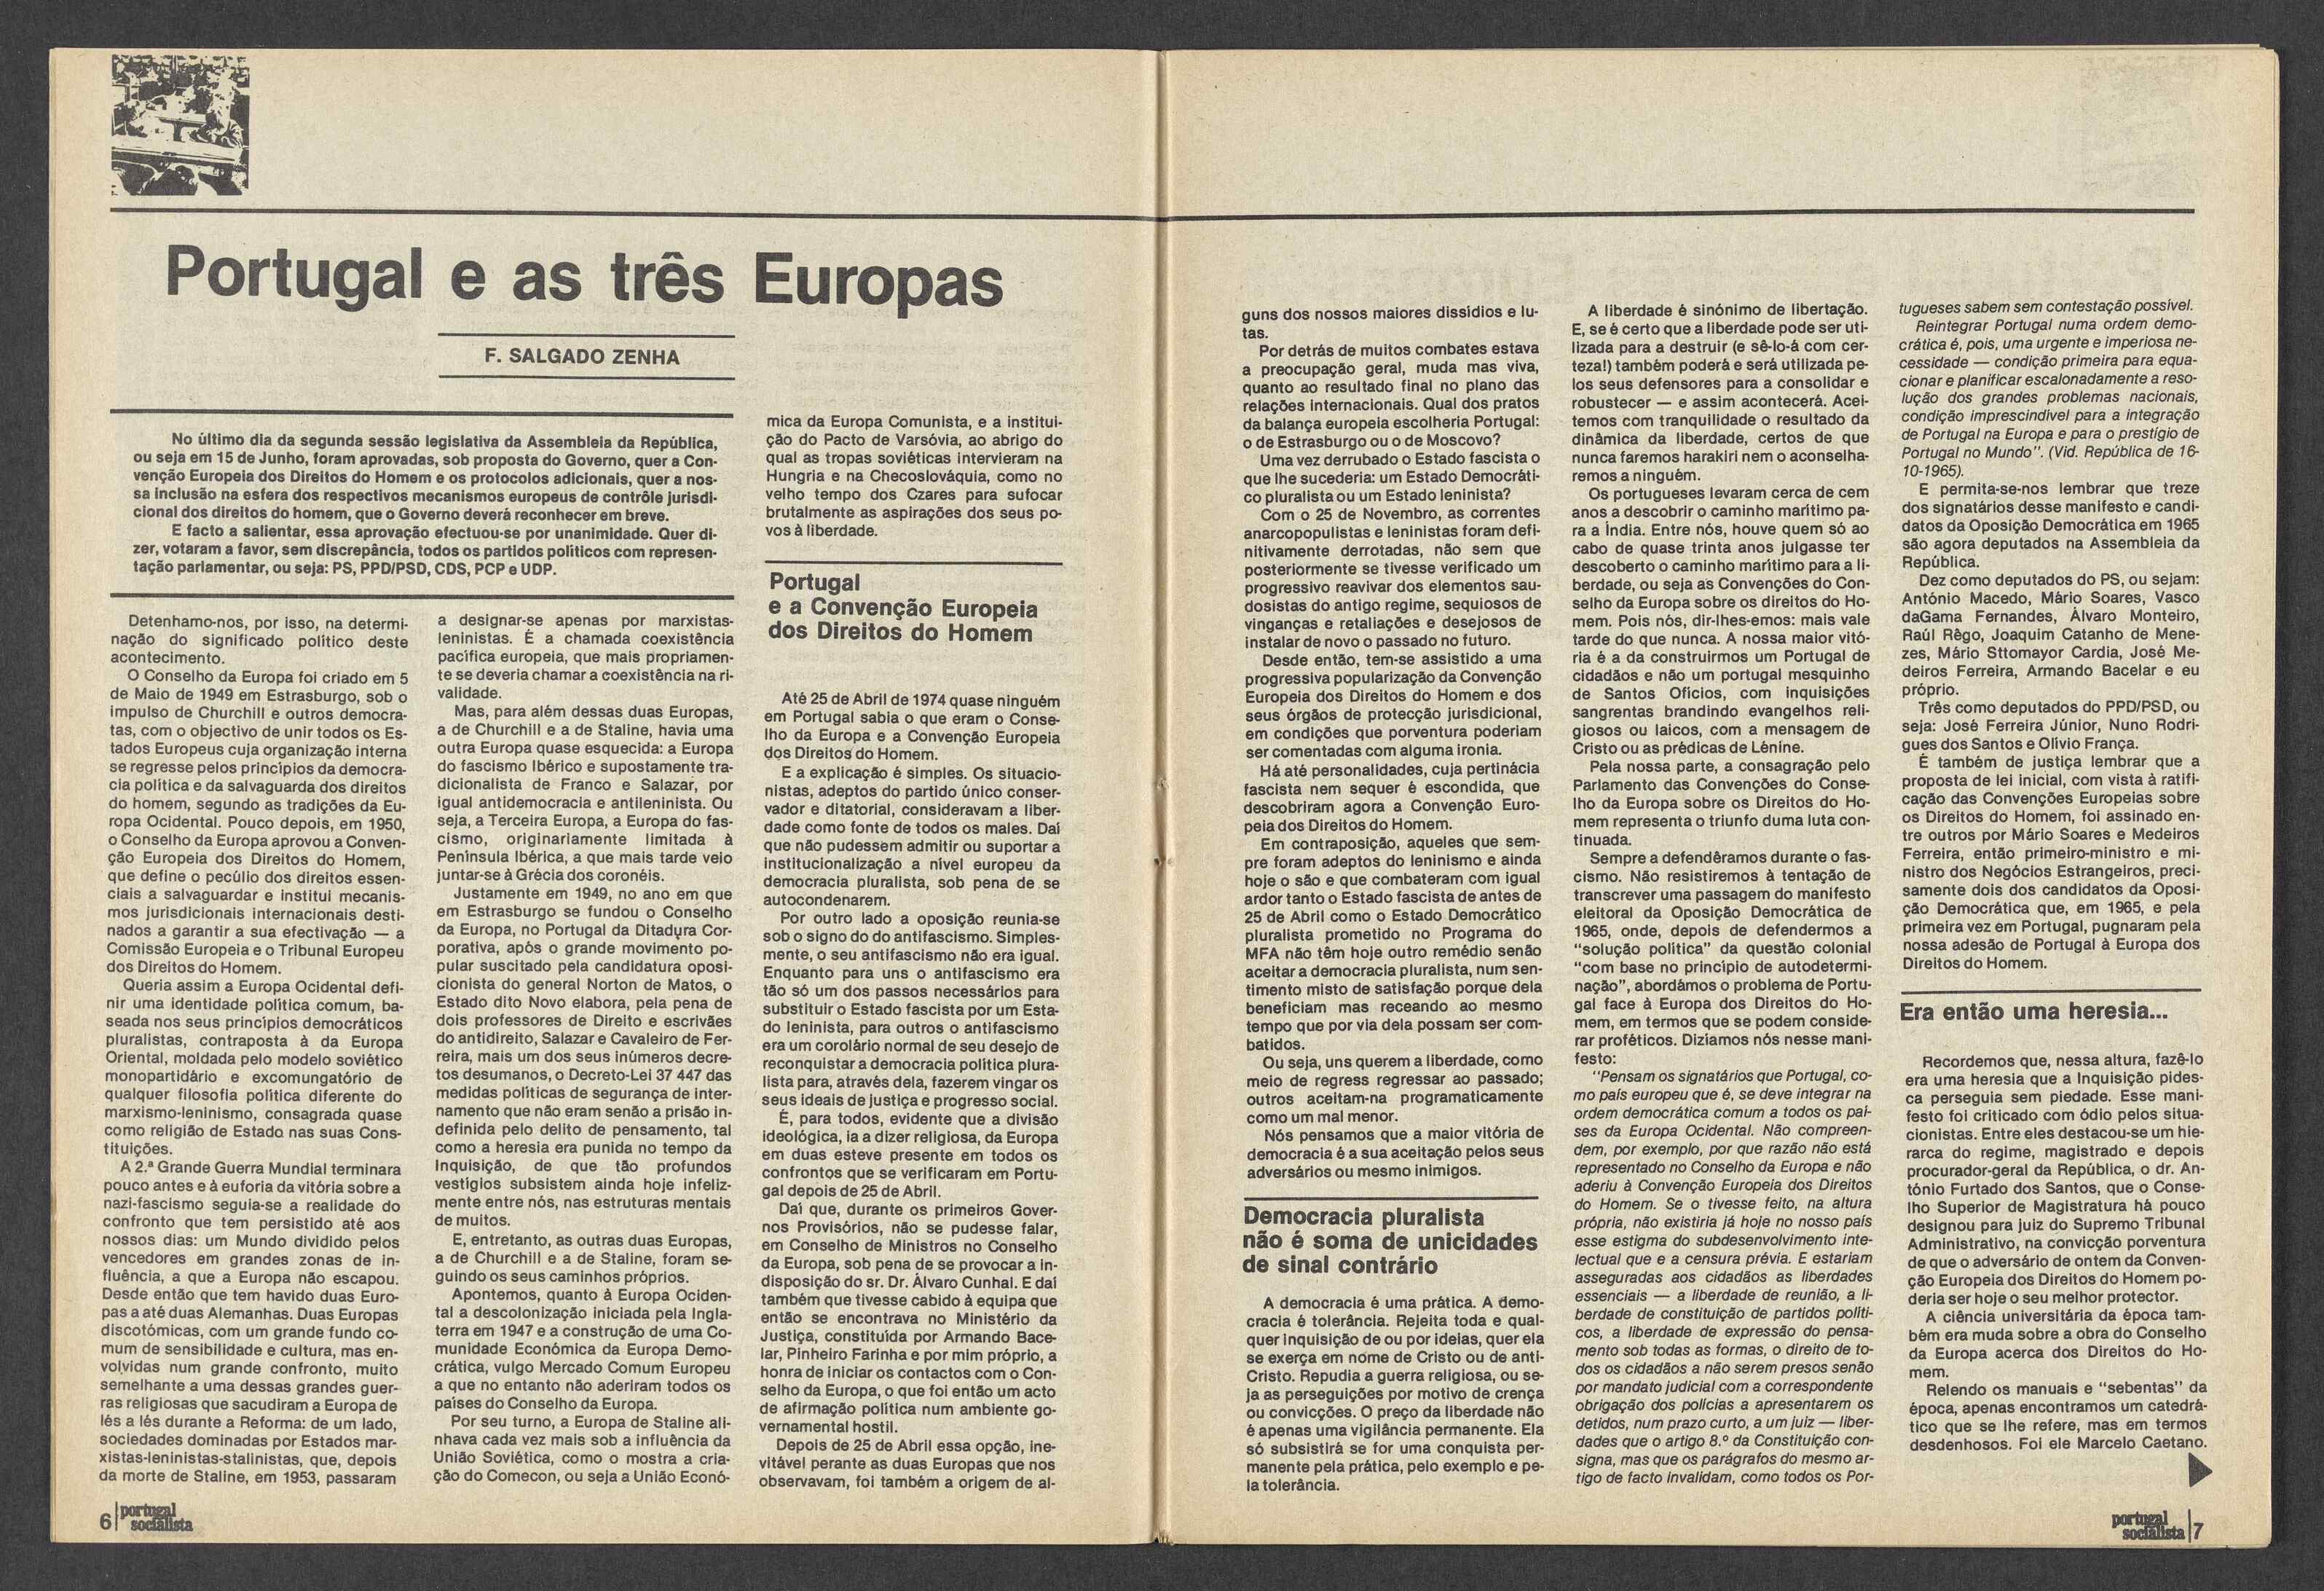 Portugal e as três Europas
F. SALGADO ZENHA
No último dia da segunda sessão legislativa da Assembleia da República,
ou seja em 15 de Junho, foram aprovadas, sob proposta do Governo, quer a Con-
venção Europeia dos Direitos do Homem e os protocolos adicionais, quer a nos-
sa inclusão na esfera dos respectivos mecanismos europeus de contrôle jurisdi-
cional dos direitos do homem, que o Governo deverá reconhecer em breve.
E facto a salientar, essa aprovação efectuou-se por unanimidade. Quer di-
zer, votaram a favor, sem discrepância, todos os partidos políticos com represen-
tação parlamentar, ou seja: PS, PPD/PSD, CDS, PCP e UDP.
Detenhamo-nos, por isso, na determi-
nação do significado político deste
acontecimento.
O Conselho da Europa foi criado em 5
de Maio de 1949 em Estrasburgo, sob o
impulso de Churchill e outros democra-
tas, com o objectivo de unir todos os Es-
tados Europeus cuja organização interna
se regresse pelos princípios da democra-
cia política e da salvaguarda dos direitos
do homem, segundo as tradições da Eu-
ropa Ocidental. Pouco depois, em 1950,
o Conselho da Europa aprovou a Conven-
ção Europeia dos Direitos do Homem,
que define o pecúlio dos direitos essen-
ciais a salvaguardar e institui mecanis-
mos jurisdicionais internacionais desti-
nados a garantir a sua efectivação — a
Comissão Europeia e o Tribunal Europeu
dos Direitos do Homem.
Queria assim a Europa Ocidental defi-
nir uma identidade política comum, ba-
seada nos seus princípios democráticos
pluralistas, contraposta à da Europa
Oriental, moldada pelo modelo soviético
monopartidário e excomungatório de
qualquer filosofia política diferente do
marxismo-leninismo, consagrada quase
como religião de Estado nas suas Cons-
tituições.
A 2.ª Grande Guerra Mundial terminara
pouco antes e à euforia da vitória sobre a
nazi-fascismo seguia-se a realidade do
confronto que tem persistido até aos
nossos dias: um Mundo dividido pelos
vencedores em grandes zonas de in-
fluência, a que a Europa não escapou.
Desde então que tem havido duas Euro-
pas a até duas Alemanhas. Duas Europas
discotómicas, com um grande fundo co-
mum de sensibilidade e cultura, mas en-
volvidas num grande confronto, muito
semelhante a uma dessas grandes guer-
ras religiosas que sacudiram a Europa de
lés a lés durante a Reforma: de um lado,
sociedades dominadas por Estados mar-
xistas-leninistas-stalinistas, que, depois
da morte de Staline, em 1953, passaram
a designar-se apenas por marxistas-
leninistas. É a chamada coexistência
pacífica europeia, que mais propriamen-
te se deveria chamar a coexistência na ri-
validade.
Mas, para além dessas duas Europas,
a de Churchill e a de Staline, havia uma
outra Europa quase esquecida: a Europa
do fascismo Ibérico e supostamente tra-
dicionalista de Franco e Salazar, por
igual antidemocracia e antileninista. Ou
seja, a Terceira Europa, a Europa do fas-
cismo, originariamente limitada à
Península Ibérica, a que mais tarde veio
juntar-se à Grécia dos coronéis.
Justamente em 1949, no ano em que
em Estrasburgo se fundou o Conselho
da Europa, no Portugal da Ditadura Cor-
porativa, após o grande movimento po-
pular suscitado pela candidatura oposi-
cionista do general Norton de Matos, o
Estado dito Novo elabora, pela pena de
dois professores de Direito e escrivães
do antidireito, Salazar e Cavaleiro de Fer-
reira, mais um dos seus inúmeros decre-
tos desumanos, o Decreto-Lei 37 447 das
medidas políticas de segurança de inter-
namento que não eram senão a prisão in-
definida pelo delito de pensamento, tal
como a heresia era punida no tempo da
Inquisição, de que tão profundos
vestígios subsistem ainda hoje infeliz-
mente entre nós, nas estruturas mentais
de muitos.
E, entretanto, as outras duas Europas,
a de Churchill e a de Staline, foram se-
guindo os seus caminhos próprios.
Apontemos, quanto à Europa Ociden-
tal a descolonização iniciada pela Ingla-
terra em 1947 e a construção de uma Co-
munidade Económica da Europa Demo-
crática, vulgo Mercado Comum Europeu
a que no entanto não aderiram todos os
países do Conselho da Europa.
Por seu turno, a Europa de Staline ali-
nhava cada vez mais sob a influência da
União Soviética, como o mostra a cria-
ção do Comecon, ou seja a União Econó-
mica da Europa Comunista, e a institui-
ção do Pacto de Varsóvia, ao abrigo do
qual as tropas soviéticas intervieram na
Hungria e na Checoslováquia, como no
velho tempo dos Czares para sufocar
brutalmente as aspirações dos seus po-
vos à liberdade.
Portugal
e a Convenção Europeia
dos Direitos do Homem
Até 25 de Abril de 1974 quase ninguém
em Portugal sabia o que eram o Conse-
lho da Europa e a Convenção Europeia
dos Direitos do Homem.
E a explicação é simples. Os situacio-
nistas, adeptos do partido único conser-
vador e ditatorial, consideravam a liber-
dade como fonte de todos os males. Daí
que não pudessem admitir ou suportar a
institucionalização a nível europeu da
democracia pluralista, sob pena de se
autocondenarem.
Por outro lado a oposição reunia-se
sob o signo do do antifascismo. Simples-
mente, o seu antifascismo não era igual.
Enquanto para uns o antifascismo era
tão só um dos passos necessários para
substituir o Estado fascista por um Esta-
do leninista, para outros o antifascismo
era um corolário normal de seu desejo de
reconquistar a democracia política plura-
lista para, através dela, fazerem vingar os
seus ideais de justiça e progresso social.
É, para todos, evidente que a divisão
ideológica, ia a dizer religiosa, da Europa
em duas esteve presente em todos os
confrontos que se verificaram em Portu-
gal depois de 25 de Abril.
Daí que, durante os primeiros Gover-
nos Provisórios, não se pudesse falar,
em Conselho de Ministros no Conselho
da Europa, sob pena de se provocar a in-
disposição do sr. Dr. Álvaro Cunhal. E daí
também que tivesse cabido à equipa que
então se encontrava no Ministério da
Justiça, constituída por Armando Bace-
lar, Pinheiro Farinha e por mim próprio, a
honra de iniciar os contactos com o Con-
selho da Europa, o que foi então um acto
de afirmação política num ambiente go-
vernamental hostil.
Depois de 25 de Abril essa opção, ine-
vitável perante as duas Europas que nos
observavam, foi também a origem de al-
6 portugal
socialista
guns dos nossos maiores dissídios e lu-
tas.
Por detrás de muitos combates estava
a preocupação geral, muda mas viva,
quanto ao resultado final no plano das
relações internacionais. Qual dos pratos
da balança europeia escolheria Portugal:
o de Estrasburgo ou o de Moscovo?
Uma vez derrubado o Estado fascista o
que lhe sucederia: um Estado Democráti-
co pluralista ou um Estado leninista?
Com o 25 de Novembro, as correntes
anarcopopulistas e leninistas foram defi-
nitivamente derrotadas, não sem que
posteriormente se tivesse verificado um
progressivo reavivar dos elementos sau-
dosistas do antigo regime, sequiosos de
vinganças e retaliações e desejosos de
instalar de novo o passado no futuro.
Desde então, tem-se assistido a uma
progressiva popularização da Convenção
Europeia dos Direitos do Homem e dos
seus órgãos de protecção jurisdicional,
em condições que porventura poderiam
ser comentadas com alguma ironia.
Há até personalidades, cuja pertinácia
fascista nem sequer é escondida, que
descobriram agora a Convenção Euro-
peia dos Direitos do Homem.
Em contraposição, aqueles que sem-
pre foram adeptos do leninismo e ainda
hoje o são e que combateram com igual
ardor tanto o Estado fascista de antes de
25 de Abril como o Estado Democrático
pluralista prometido no Programa do
MFA não têm hoje outro remédio senão
aceitar a democracia pluralista, num sen-
timento misto de satisfação porque dela
beneficiam mas receando ao mesmo
tempo que por via dela possam ser com-
batidos.
Ou seja, uns querem a liberdade, como
meio de regress regressar ao passado;
outros aceitam-na programaticamente
como um mal menor.
Nós pensamos que a maior vitória de
democracia é a sua aceitação pelos seus
adversários ou mesmo inimigos.
Democracia pluralista
não é soma de unicidades
de sinal contrário
A democracia é uma prática. A demo-
cracia é tolerância. Rejeita toda e qual-
quer inquisição de ou por ideias, quer ela
se exerça em nome de Cristo ou de anti-
Cristo. Repudia a guerra religiosa, ou se-
ja as perseguições por motivo de crença
ou convicções. O preço da liberdade não
é apenas uma vigilância permanente. Ela
só subsistirá se for uma conquista per-
manente pela prática, pelo exemplo e pe-
la tolerância.
A liberdade é sinónimo de libertação.
E, se é certo que a liberdade pode ser uti-
lizada para a destruir (e sê-lo-á com cer-
teza!) também poderá e será utilizada pe-
los seus defensores para a consolidar e
robustecer — e assim acontecerá. Acei-
temos com tranquilidade o resultado da
dinâmica da liberdade, certos de que
nunca faremos harakiri nem o aconselha-
remos a ninguém.
Os portugueses levaram cerca de cem
anos a descobrir o caminho marítimo pa-
ra a Índia. Entre nós, houve quem só ao
cabo de quase trinta anos julgasse ter
descoberto o caminho marítimo para a li-
berdade, ou seja as Convenções do Con-
selho da Europa sobre os direitos do Ho-
mem. Pois nós, dir-lhes-emos: mais vale
tarde do que nunca. A nossa maior vitó-
ria é a da construirmos um Portugal de
cidadãos e não um portugal mesquinho
de Santos Ofícios, com inquisições
sangrentas brandindo evangelhos reli-
giosos ou laicos, com a mensagem de
Cristo ou as prédicas de Lénine.
Pela nossa parte, a consagração pelo
Parlamento das Convenções do Conse-
lho da Europa sobre os Direitos do Ho-
mem representa o triunfo duma luta con-
tinuada.
Sempre a defendêramos durante o fas-
cismo. Não resistiremos à tentação de
transcrever uma passagem do manifesto
eleitoral da Oposição Democrática de
1965, onde, depois de defendermos a
"solução política" da questão colonial
"com base no princípio de autodetermi-
nação", abordámos o problema de Portu-
gal face à Europa dos Direitos do Ho-
mem, em termos que se podem conside-
rar proféticos. Dizíamos nós nesse mani-
festo:
"Pensam os signatários que Portugal, co-
mo país europeu que é, se deve integrar na
ordem democrática comum a todos os paí-
ses da Europa Ocidental. Não compreen-
dem, por exemplo, por que razão não está
representado no Conselho da Europa e não
aderiu à Convenção Europeia dos Direitos
do Homem. Se o tivesse feito, na altura
própria, não existiria já hoje no nosso país
esse estigma do subdesenvolvimento inte-
lectual que e a censura prévia. E estariam
asseguradas aos cidadãos as liberdades
essenciais — a liberdade de reunião, a li-
berdade de constituição de partidos políti-
cos, a liberdade de expressão do pensa-
mento sob todas as formas, o direito de to-
dos os cidadãos a não serem presos senão
por mandato judicial com a correspondente
obrigação dos polícias a apresentarem os
detidos, num prazo curto, a um juiz — liber-
dades que o artigo 8.º da Constituição con-
signa, mas que os parágrafos do mesmo ar-
tigo de facto invalidam, como todos os Por-
tugueses sabem sem contestação possível.
Reintegrar Portugal numa ordem demo-
crática é, pois, uma urgente e imperiosa ne-
cessidade — condição primeira para equa-
cionar e planificar escalonadamente a reso-
lução dos grandes problemas nacionais,
condição imprescindível para a integração
de Portugal na Europa e para o prestígio de
Portugal no Mundo". (Vid. República de 16-
10-1965).
E permita-se-nos lembrar que treze
dos signatários desse manifesto e candi-
datos da Oposição Democrática em 1965
são agora deputados na Assembleia da
República.
Dez como deputados do PS, ou sejam:
António Macedo, Mário Soares, Vasco
daGama Fernandes, Álvaro Monteiro,
Raúl Rêgo, Joaquim Catanho de Mene-
zes, Mário Sttomayor Cardia, José Me-
deiros Ferreira, Armando Bacelar e eu
próprio.
Três como deputados do PPD/PSD, ou
seja: José Ferreira Júnior, Nuno Rodri-
gues dos Santos e Olívio França.
É também de justiça lembrar que a
proposta de lei inicial, com vista à ratifi-
cação das Convenções Europeias sobre
os Direitos do Homem, foi assinado en-
tre outros por Mário Soares e Medeiros
Ferreira, então primeiro-ministro e mi-
nistro dos Negócios Estrangeiros, preci-
samente dois dos candidatos da Oposi-
ção Democrática que, em 1965, e pela
primeira vez em Portugal, pugnaram pela
nossa adesão de Portugal à Europa dos
Direitos do Homem.
Era então uma heresia...
Recordemos que, nessa altura, fazê-lo
era uma heresia que a Inquisição pides-
ca perseguia sem piedade. Esse mani-
festo foi criticado com ódio pelos situa-
cionistas. Entre eles destacou-se um hie-
rarca do regime, magistrado e depois
procurador-geral da República, o dr. An-
tónio Furtado dos Santos, que o Conse-
lho Superior de Magistratura há pouco
designou para juiz do Supremo Tribunal
Administrativo, na convicção porventura
de que o adversário de ontem da Conven-
ção Europeia dos Direitos do Homem po-
deria ser hoje o seu melhor protector.
A ciência universitária da época tam-
bém era muda sobre a obra do Conselho
da Europa acerca dos Direitos do Ho-
mem.
Relendo os manuais e "sebentas" da
época, apenas encontramos um catedrá-
tico que se lhe refere, mas em termos
desdenhosos. Foi ele Marcelo Caetano.
portugal
socialista 7